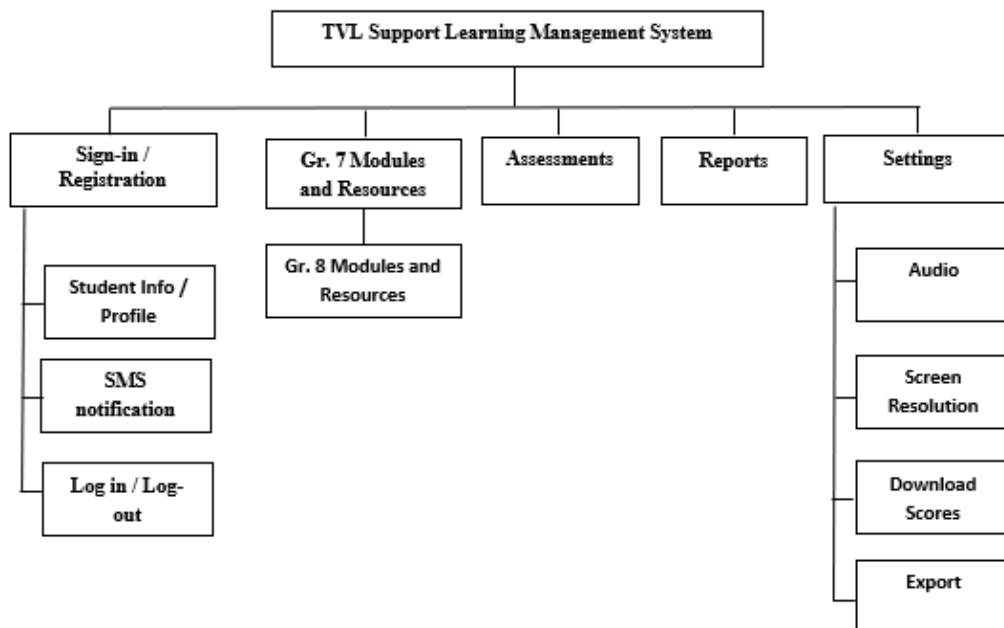 TVL Support Learning Management System
Sign-in /
Registration
Gr. 7 Modules
and Resources
Assessments
Reports
Settings
Gr. 8 Modules and
Resources
Student Info /
Profile
SMS
notification
Log in / Log-
out
Audio
Screen
Resolution
Download
Scores
Export